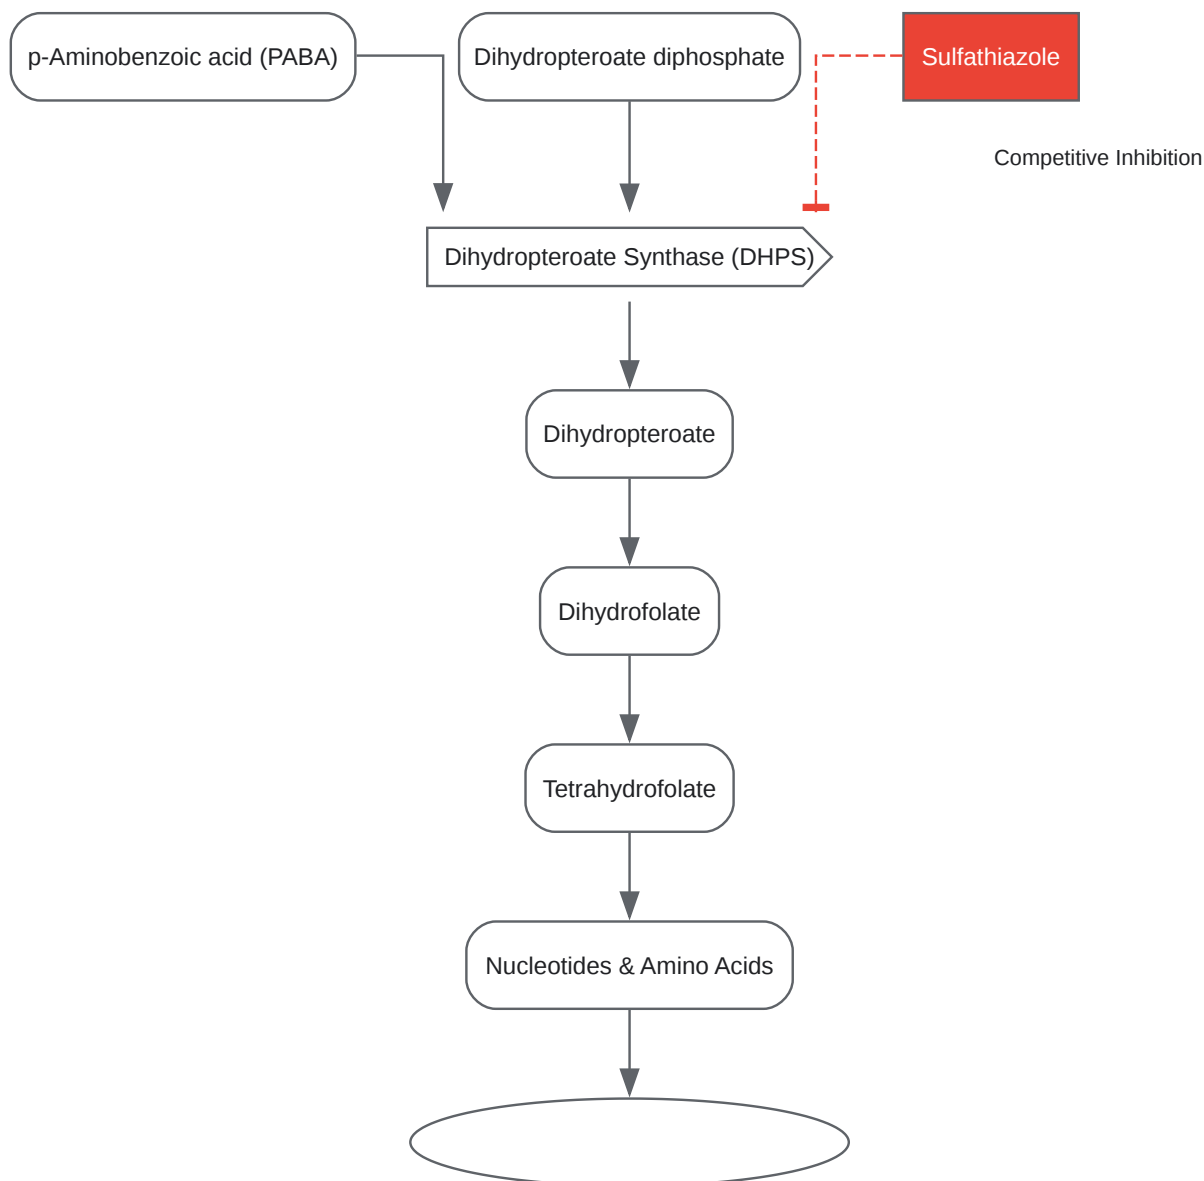 p-Aminobenzoic acid (PABA)
Dihydropteroate diphosphate
Sulfathiazole
Competitive Inhibition
Dihydropteroate Synthase (DHPS)
Dihydropteroate
Dihydrofolate
Tetrahydrofolate
Nucleotides & Amino Acids